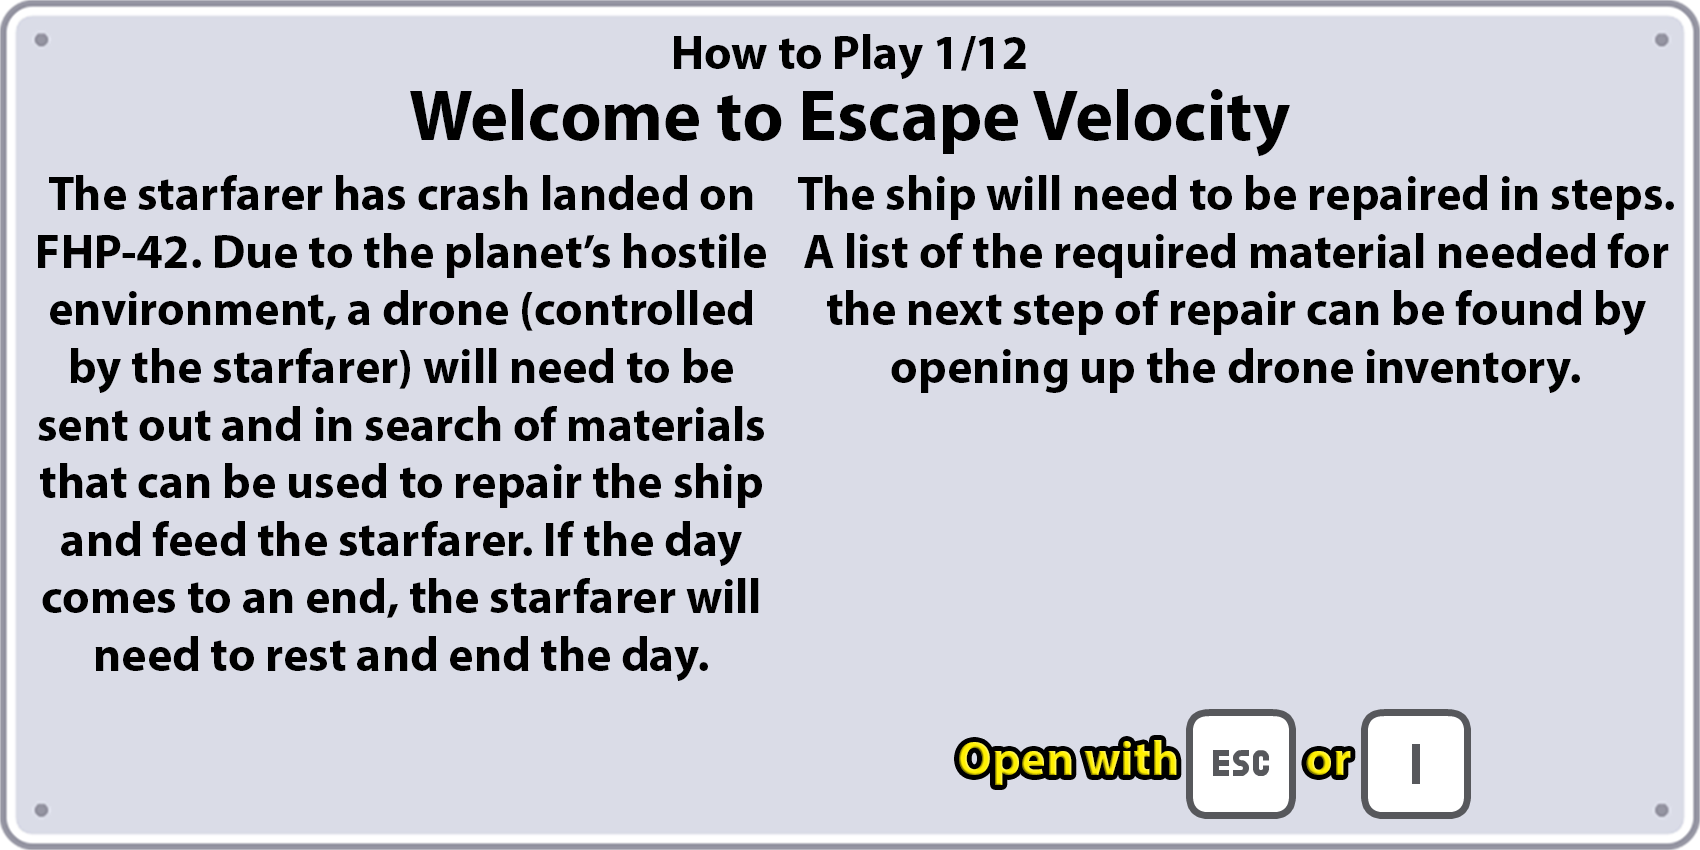 How to Play 1/12
Welcome to Escape Velocity
The starfarer has crash landed on
FHP-42. Due to the planet’s hostile
environment, a drone (controlled
by the starfarer) will need to be
sent out and in search of materials
that can be used to repair the ship
and feed the starfarer. If the day
comes to an end, the starfarer will
need to rest and end the day.
The ship will need to be repaired in steps.
A list of the required material needed for
the next step of repair can be found by
opening up the drone inventory.
Open with ESC or I